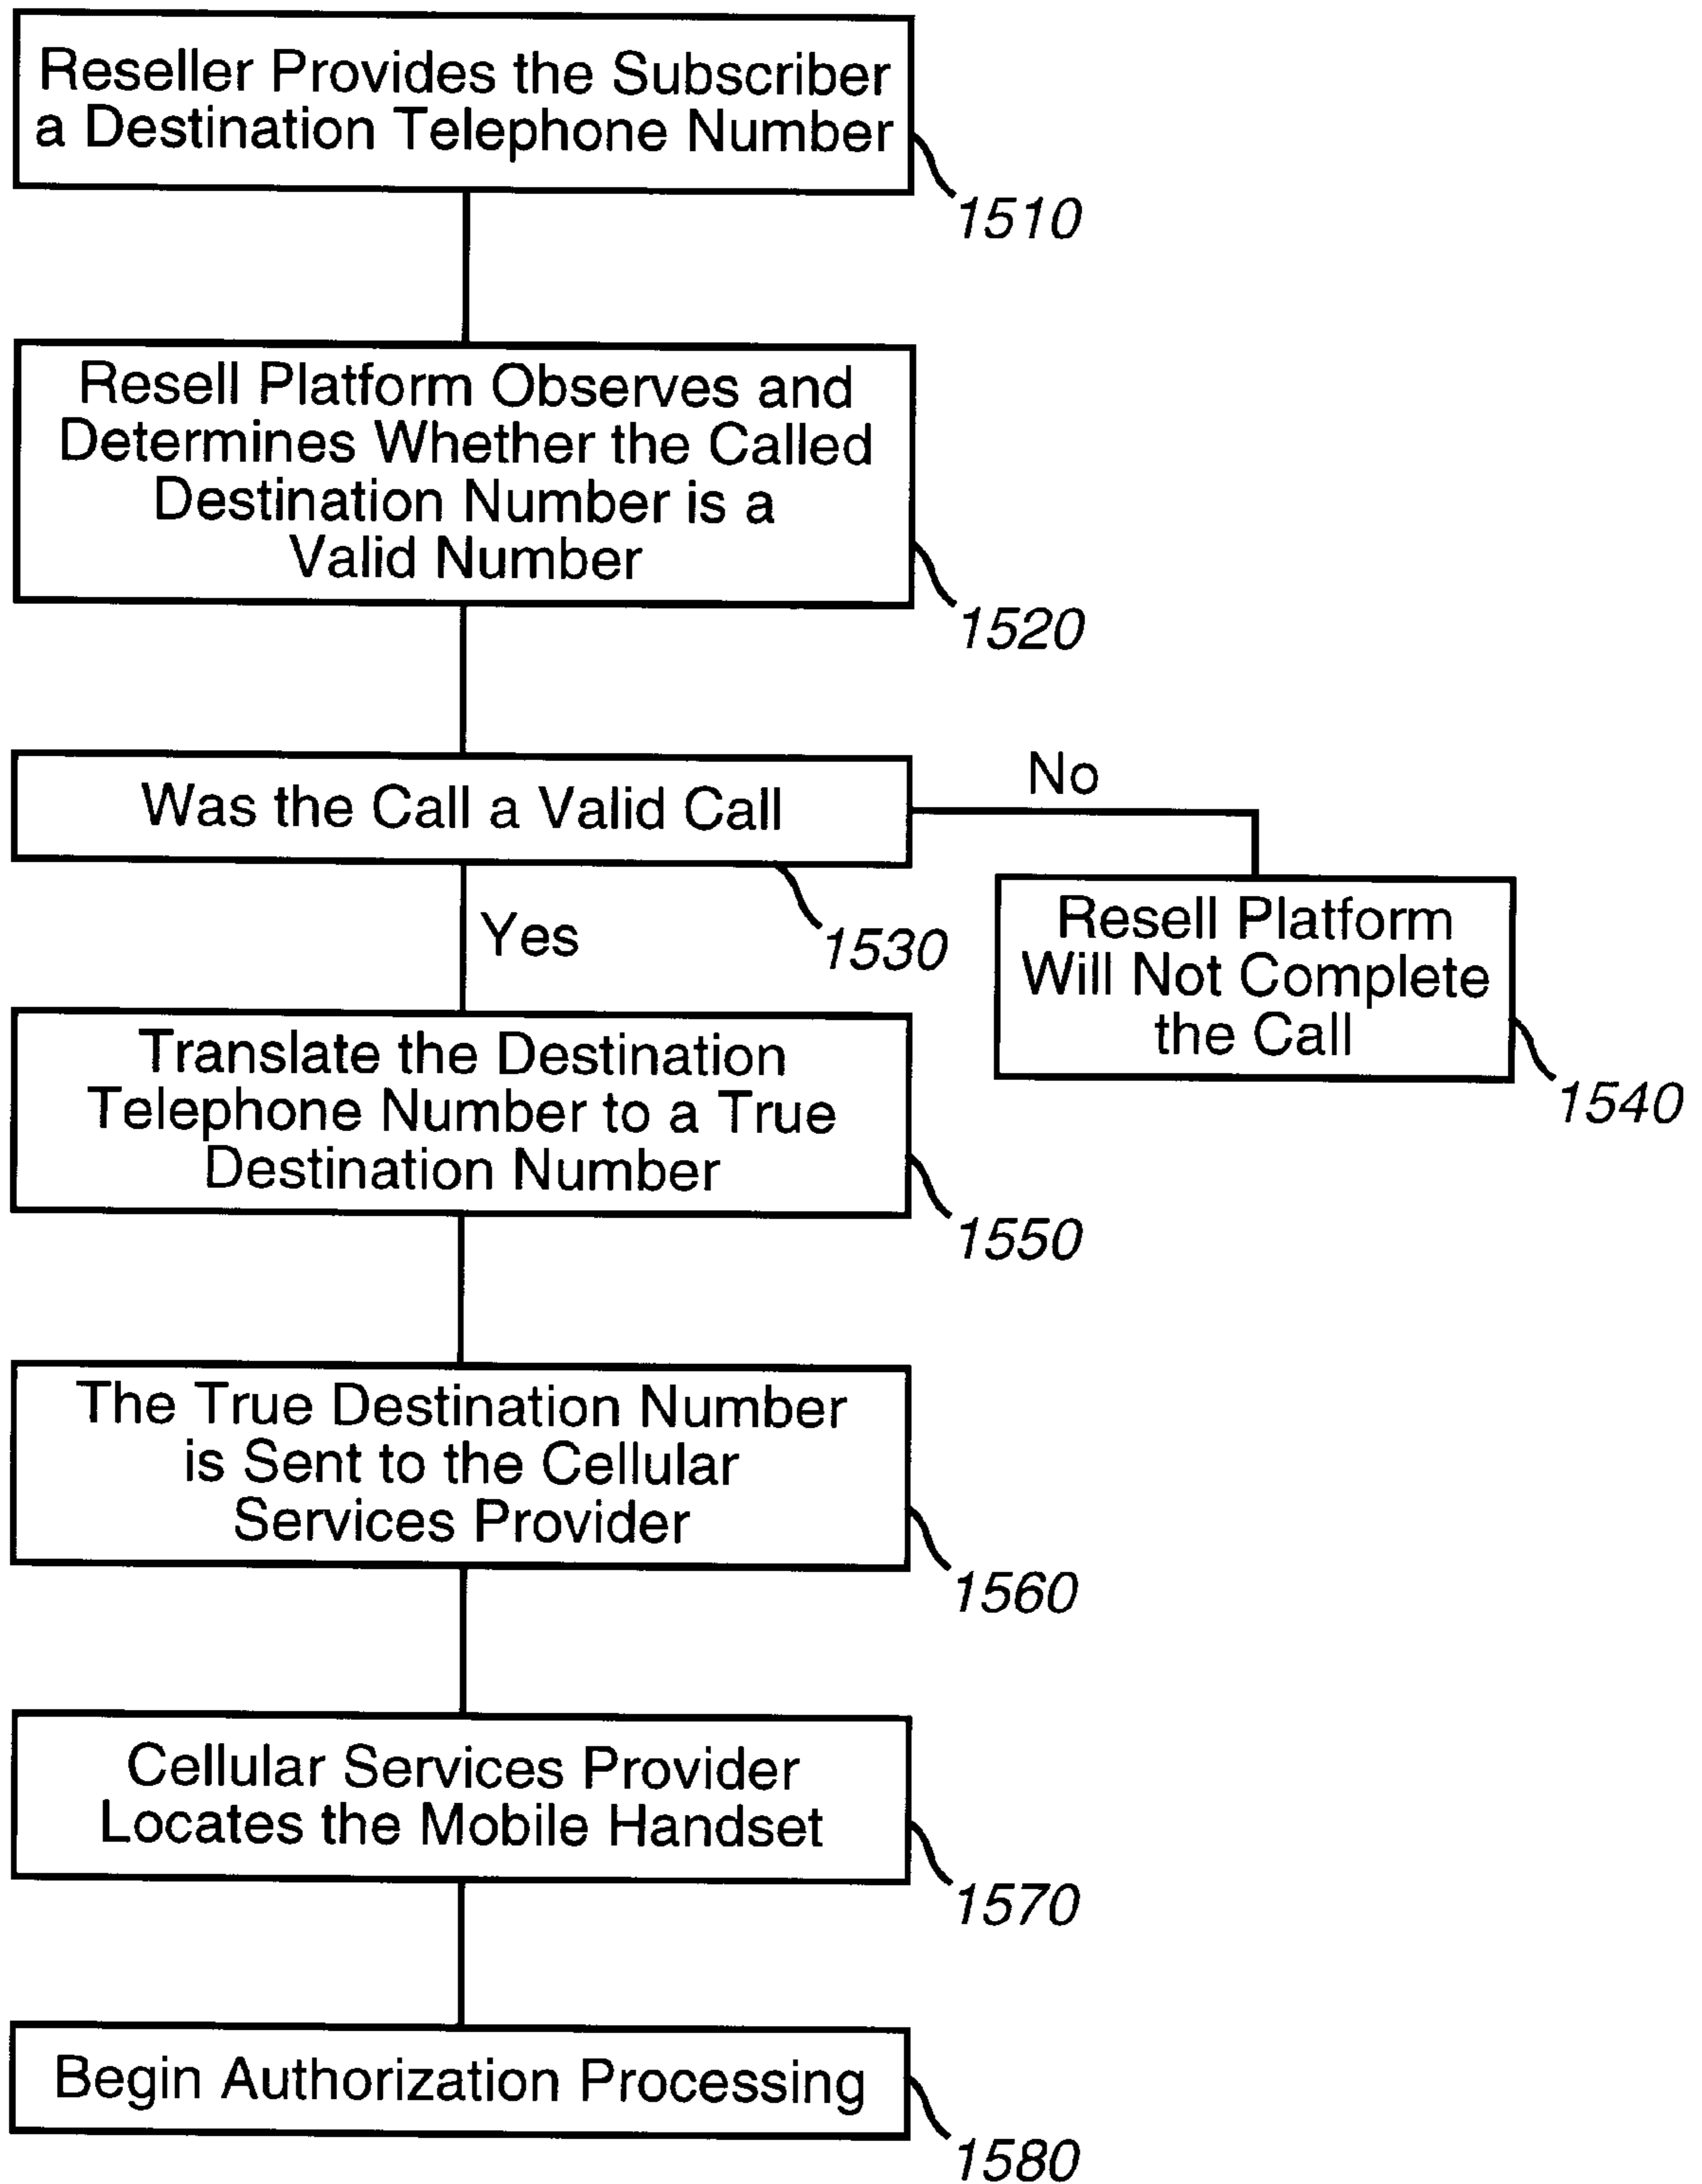 Reseller Provides the Subscriber
a Destination Telephone Number
1510
Resell Platform Observes and
Determines Whether the Called
Destination Number is a
Valid Number
1520
Was the Call a Valid Call
No
Yes
1530
Resell Platform
Will Not Complete
the Call
1540
Translate the Destination
Telephone Number to a True
Destination Number
1550
The True Destination Number
is Sent to the Cellular
Services Provider
1560
Cellular Services Provider
Locates the Mobile Handset
1570
Begin Authorization Processing
1580